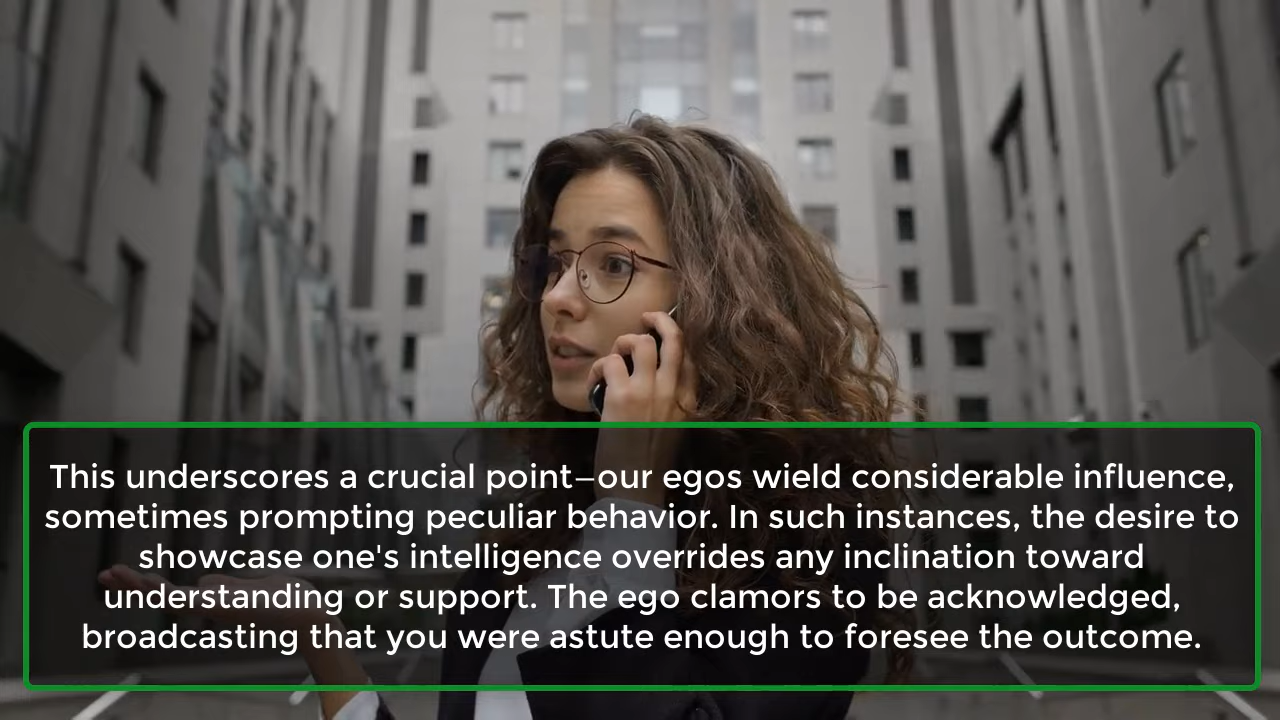 This underscores a crucial point—our egos wield considerable influence,
sometimes prompting peculiar behavior. In such instances, the desire to
showcase one's intelligence overrides any inclination toward
understanding or support. The ego clamors to be acknowledged,
broadcasting that you were astute enough to foresee the outcome.